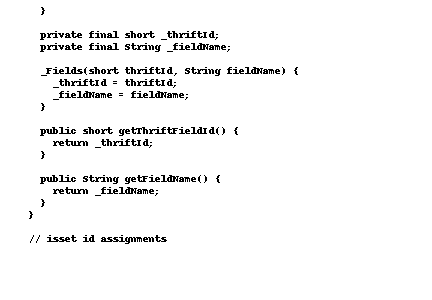 }
private final short _thriftId;
private final String _fieldName;
_Fields(short thriftId, String fieldName) {
_thriftId = thriftId;
_fieldName = fieldName;
}
public short getThriftFieldId() {
return _thriftId;
}
public String getFieldName() {
return _fieldName;
}
}
// isset id assignments